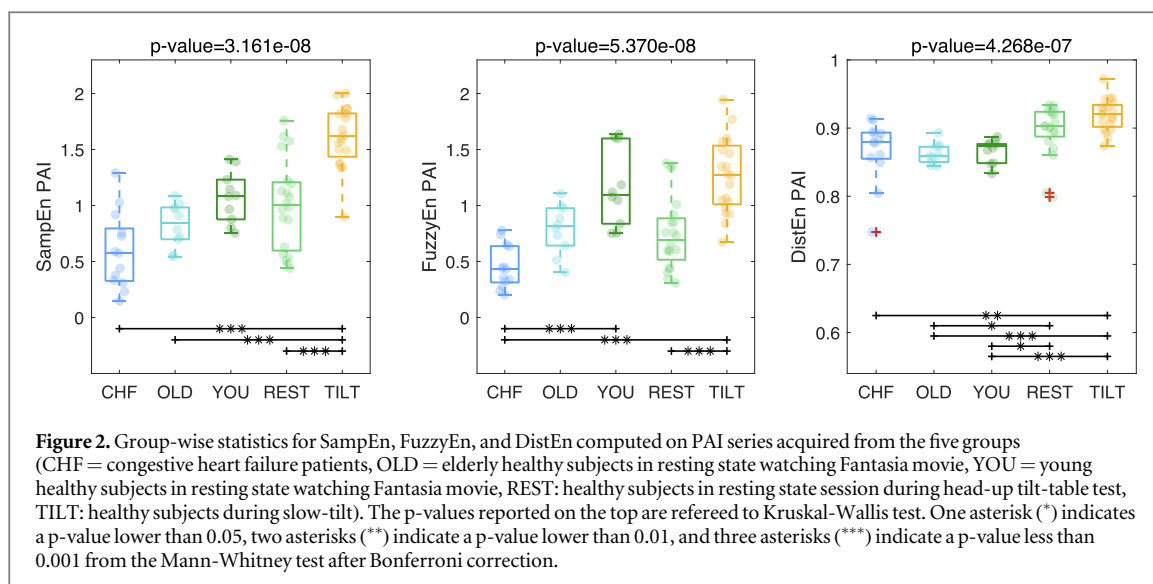 p-value=3.161e-08
p-value=5.370e-08
p-value=4.268e-07
SampEn PAI
2
1.5
1
0.5
0
***
***
***
CHF OLD YOU REST TILT
FuzzyEn PAI
2
1.5
1
0.5
0
***
***
***
CHF OLD YOU REST TILT
DistEn PAI
1
0.9
0.8
0.7
0.6
**
*
***
*
***
CHF OLD YOU REST TILT
Figure 2. Group-wise statistics for SampEn, FuzzyEn, and DistEn computed on PAI series acquired from the five groups
(CHF = congestive heart failure patients, OLD = elderly healthy subjects in resting state watching Fantasia movie, YOU = young
healthy subjects in resting state watching Fantasia movie, REST: healthy subjects in resting state session during head-up tilt-table test,
TILT: healthy subjects during slow-tilt). The p-values reported on the top are refereed to Kruskal-Wallis test. One asterisk (*) indicates
a p-value lower than 0.05, two asterisks (**) indicate a p-value lower than 0.01, and three asterisks (***) indicate a p-value less than
0.001 from the Mann-Whitney test after Bonferroni correction.